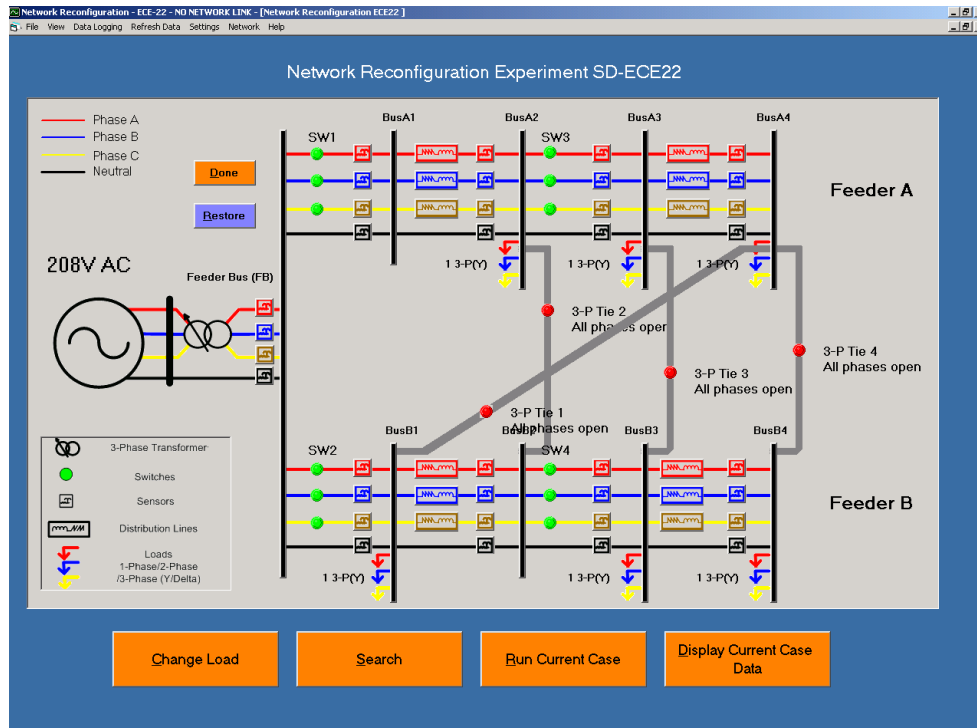 Network Reconfiguration - ECE-22 - NO NETWORK LINK - [Network Reconfiguration ECE22 ]
File View Data Logging Refresh Data Settings Network Help
Network Reconfiguration Experiment SD-ECE22
Phase A
Phase B
Phase C
Neutral
Done
Restore
208V AC
Feeder Bus (FB)
SW1
BusA1
BusA2
SW3
BusA3
BusA4
Feeder A
1 3-P(Y)
1 3-P(Y)
1 3-P(Y)
3-P Tie 2
All phases open
3-P Tie 4
All phases open
3-P Tie 3
All phases open
3-P Tie 1
All phases open
SW2
BusB1
BusB2
SW4
BusB3
BusB4
Feeder B
1 3-P(Y)
1 3-P(Y)
1 3-P(Y)
3-Phase Transformer
Switches
Sensors
Distribution Lines
Loads
1-Phase/2-Phase
/3-Phase (Y/Delta)
Change Load
Search
Run Current Case
Display Current Case
Data